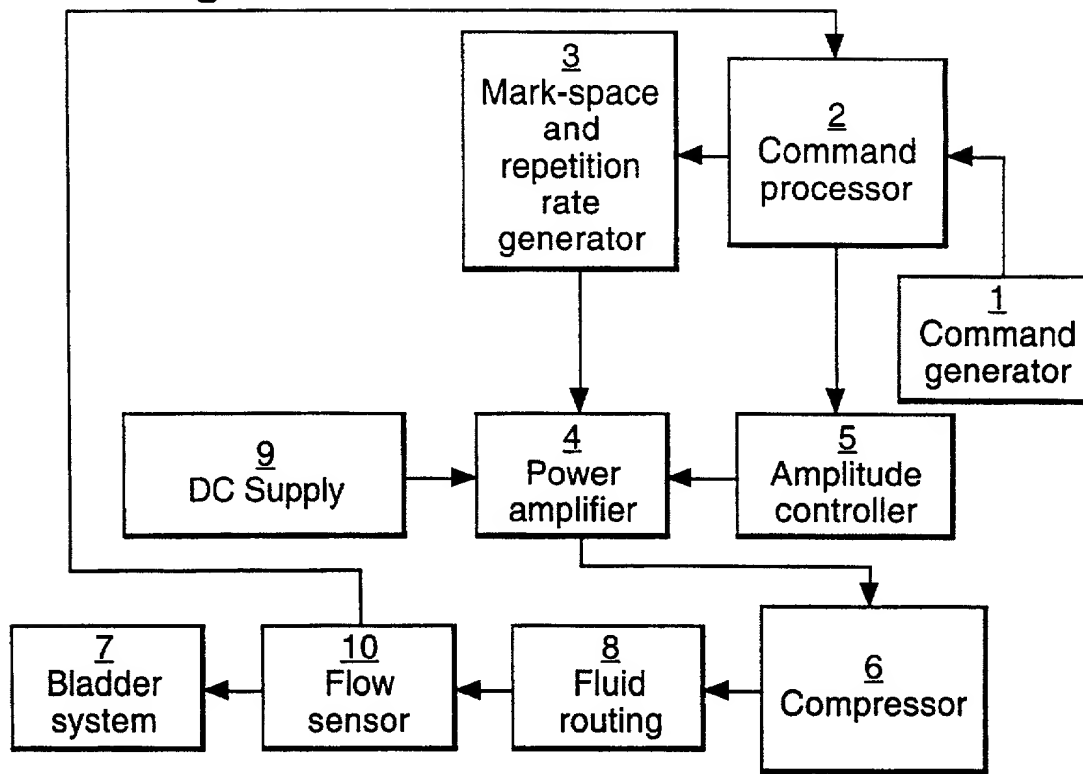 3
Mark-space
and
repetition
rate
generator
2
Command
processor
1
Command
generator
9
DC Supply
4
Power
amplifier
5
Amplitude
controller
7
Bladder
system
10
Flow
sensor
8
Fluid
routing
6
Compressor